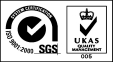 SYSTEM CERTIFICATION
ISO 9001:2000
SGS
UKAS
QUALITY
MANAGEMENT
005